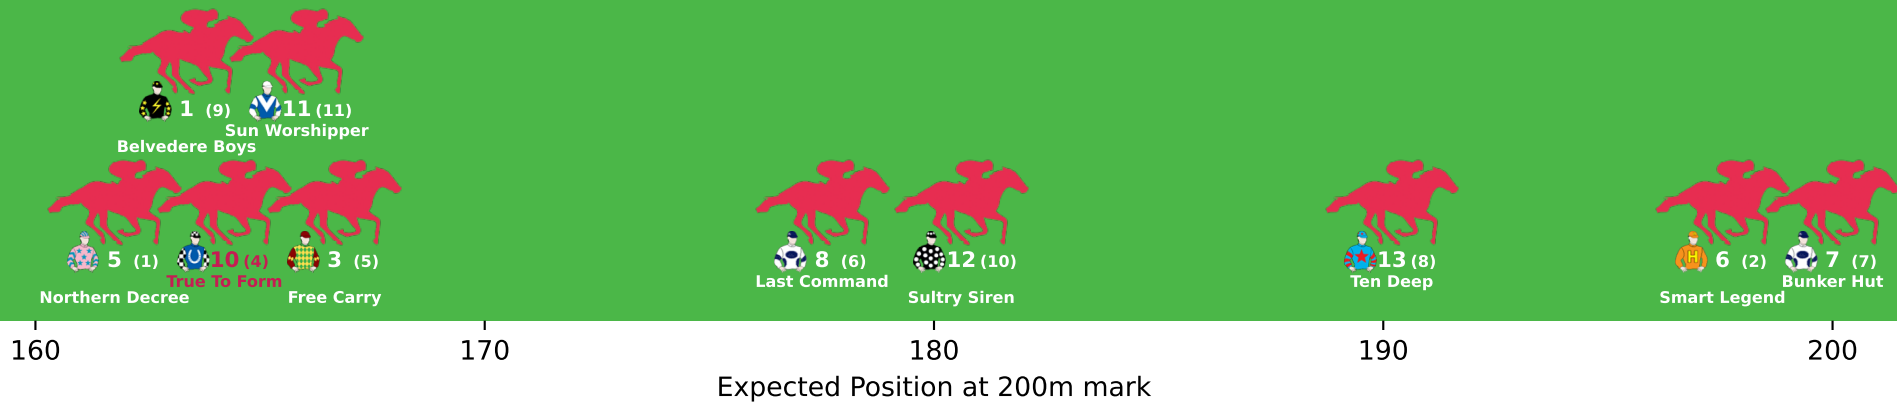 1 (9) 11 (11)
Sun Worshipper
Belvedere Boys
5 (1) 10 (4) 3 (5) 8 (6) 12 (10) 13 (8) 6 (2) 7 (7)
True To Form Last Command Ten Deep Bunker Hut
Northern Decree Free Carry Sultry Siren Smart Legend
160 170 180 190 200
Expected Position at 200m mark